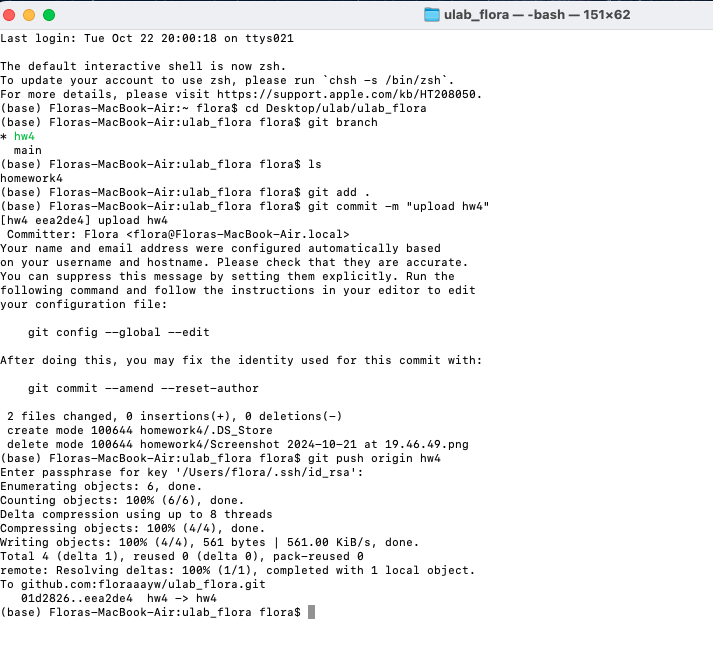 ulab_flora — -bash — 151×62
Last login: Tue Oct 22 20:00:18 on ttys021
The default interactive shell is now zsh.
To update your account to use zsh, please run `chsh -s /bin/zsh`.
For more details, please visit https://support.apple.com/kb/HT208050.
(base) Floras-MacBook-Air:~ flora$ cd Desktop/ulab/ulab_flora
(base) Floras-MacBook-Air:ulab_flora flora$ git branch
* hw4
  main
(base) Floras-MacBook-Air:ulab_flora flora$ ls
homework4
(base) Floras-MacBook-Air:ulab_flora flora$ git add .
(base) Floras-MacBook-Air:ulab_flora flora$ git commit -m "upload hw4"
[hw4 eea2de4] upload hw4
 Committer: Flora <flora@Floras-MacBook-Air.local>
Your name and email address were configured automatically based
on your username and hostname. Please check that they are accurate.
You can suppress this message by setting them explicitly. Run the
following command and follow the instructions in your editor to edit
your configuration file:
    git config --global --edit
After doing this, you may fix the identity used for this commit with:
    git commit --amend --reset-author
 2 files changed, 0 insertions(+), 0 deletions(-)
 create mode 100644 homework4/.DS_Store
 delete mode 100644 homework4/Screenshot 2024-10-21 at 19.46.49.png
(base) Floras-MacBook-Air:ulab_flora flora$ git push origin hw4
Enter passphrase for key '/Users/flora/.ssh/id_rsa':
Enumerating objects: 6, done.
Counting objects: 100% (6/6), done.
Delta compression using up to 8 threads
Compressing objects: 100% (4/4), done.
Writing objects: 100% (4/4), 561 bytes | 561.00 KiB/s, done.
Total 4 (delta 1), reused 0 (delta 0), pack-reused 0
remote: Resolving deltas: 100% (1/1), completed with 1 local object.
To github.com:floraaayw/ulab_flora.git
   01d2826..eea2de4  hw4 -> hw4
(base) Floras-MacBook-Air:ulab_flora flora$